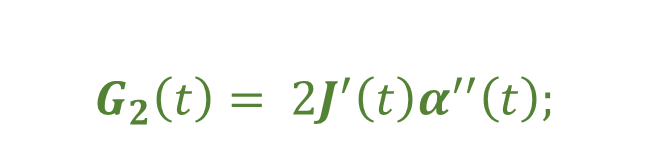 𝑮₂(𝑡) = 2𝑱′(𝑡)𝜶′′(𝑡);